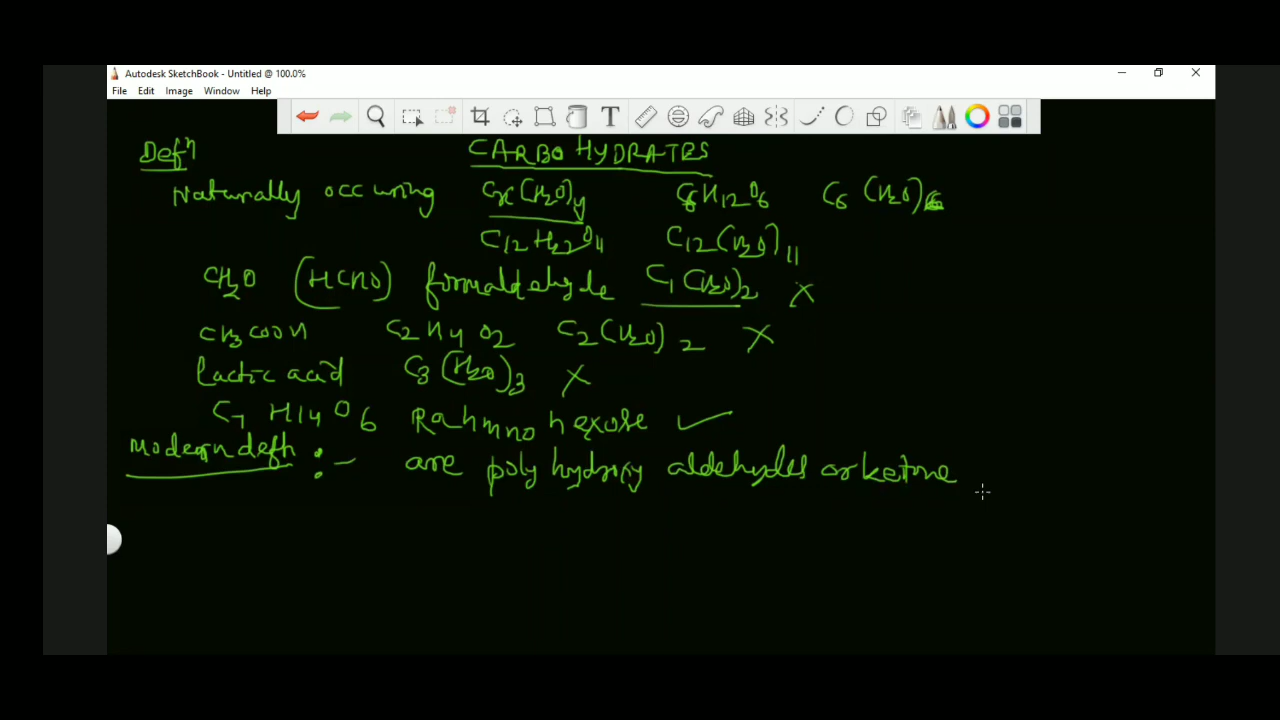 Autodesk SketchBook - Untitled @ 100.0%
File Edit Image Window Help
Defn CARBOHYDRATES
Naturally occuring Cx(H2O)y C6H12O6 C6(H2O)6
C12H22O11 C12(H2O)11
CH2O (HCHO) formaldehyde C1(H2O)2 X
CH3COOH C2H4O2 C2(H2O)2 X
Lactic acid C3(H2O)3 X
C7H14O6 Rahmnohexose ✓
Modern defn :- are polyhydroxy aldehydes or ketone